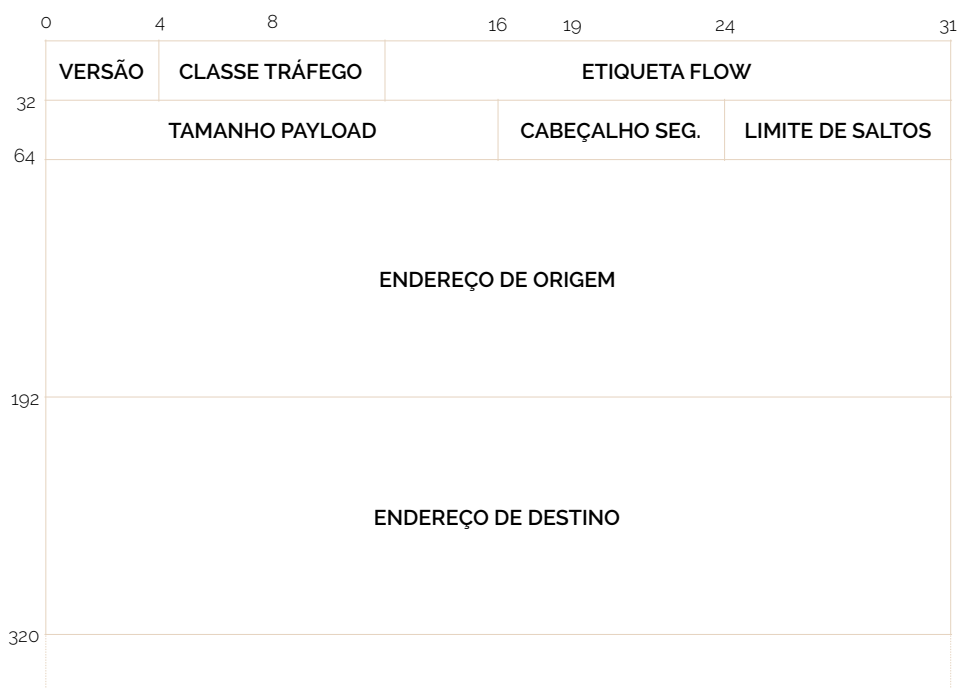 0 4 8 16 19 24 31
VERSÃO CLASSE TRÁFEGO ETIQUETA FLOW
32
TAMANHO PAYLOAD CABEÇALHO SEG. LIMITE DE SALTOS
64
ENDEREÇO DE ORIGEM
192
ENDEREÇO DE DESTINO
320